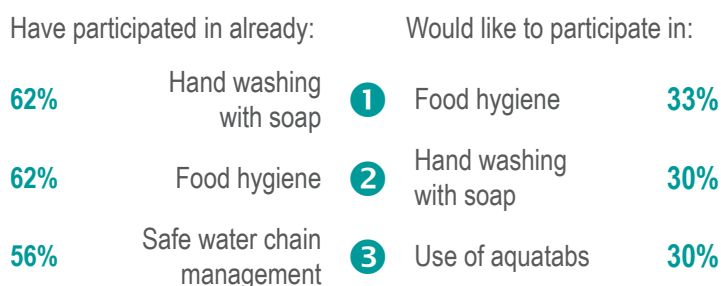 Have participated in already: Would like to participate in:
62% Hand washing with soap 1 Food hygiene 33%
62% Food hygiene 2 Hand washing with soap 30%
56% Safe water chain management 3 Use of aquatabs 30%